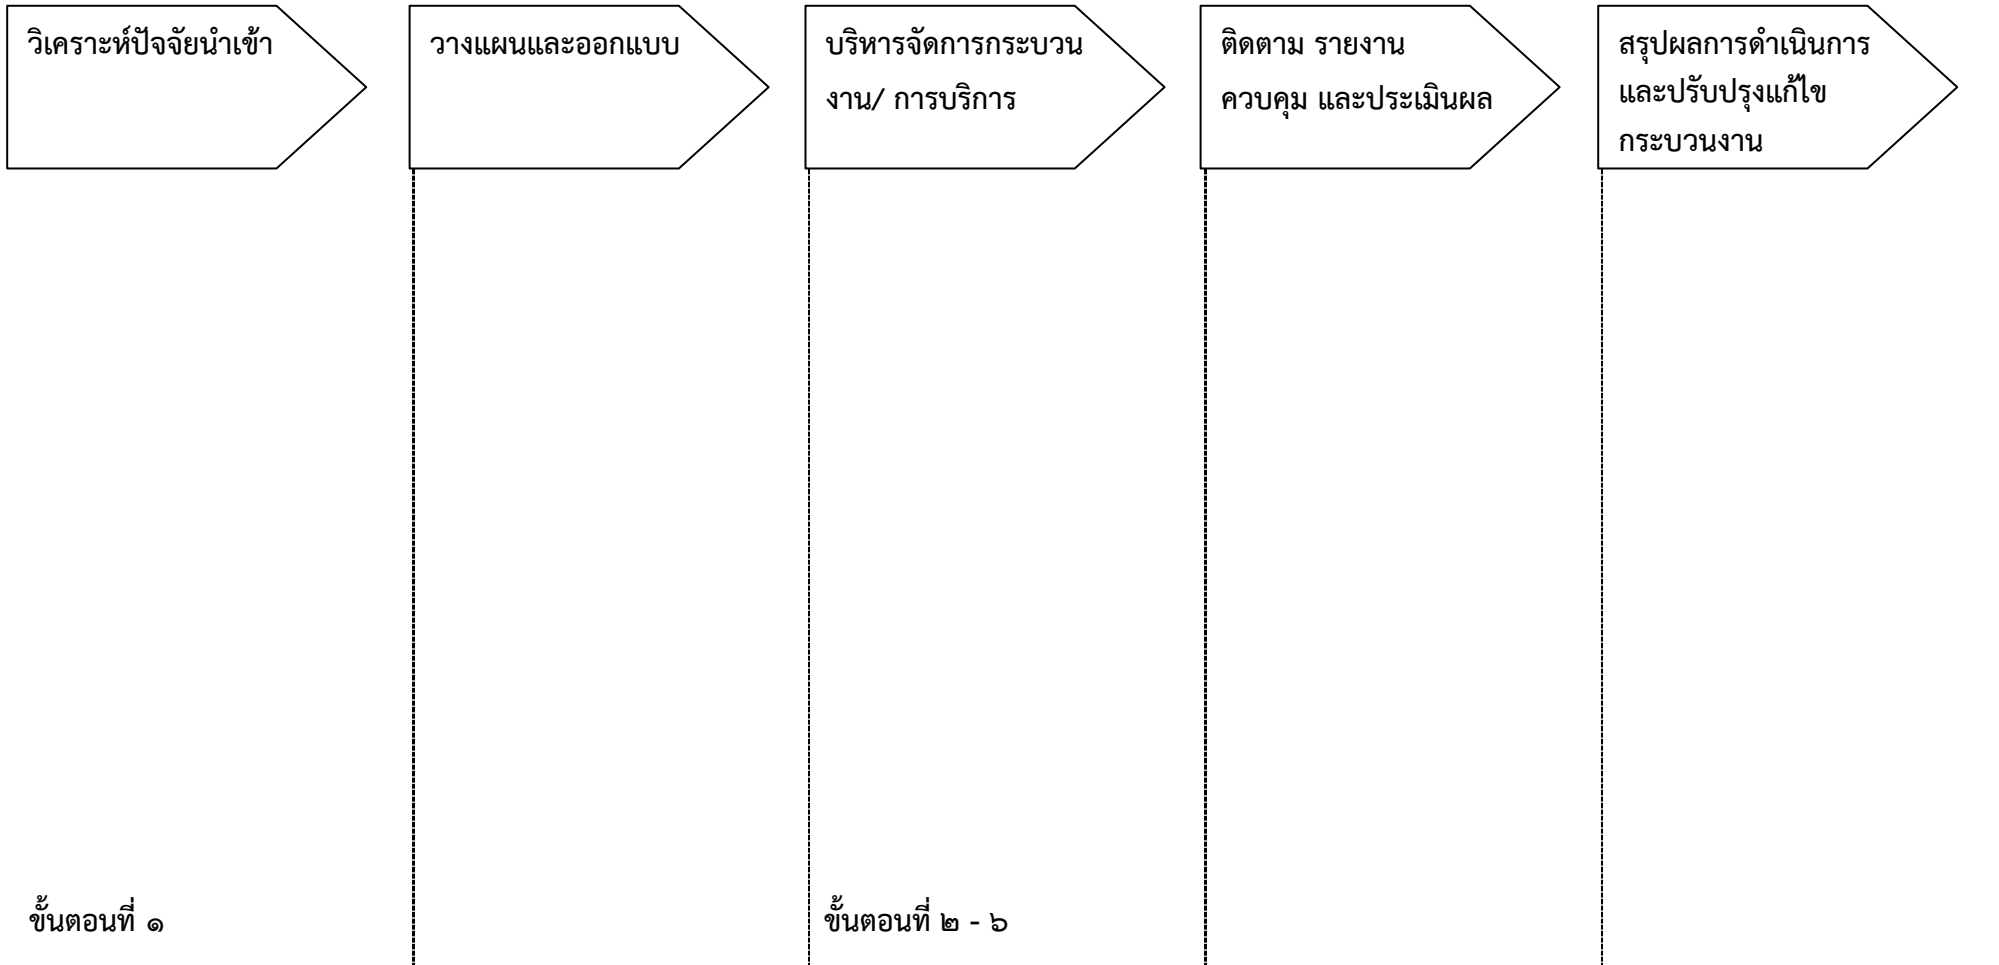 วิเคราะห์ปัจจัยนำเข้า
วางแผนและออกแบบ
บริหารจัดการกระบวน
งาน/ การบริการ
ติดตาม รายงาน
ควบคุม และประเมินผล
สรุปผลการดำเนินการ
และปรับปรุงแก้ไข
กระบวนงาน
ขั้นตอนที่ ๑
ขั้นตอนที่ ๒ - ๖